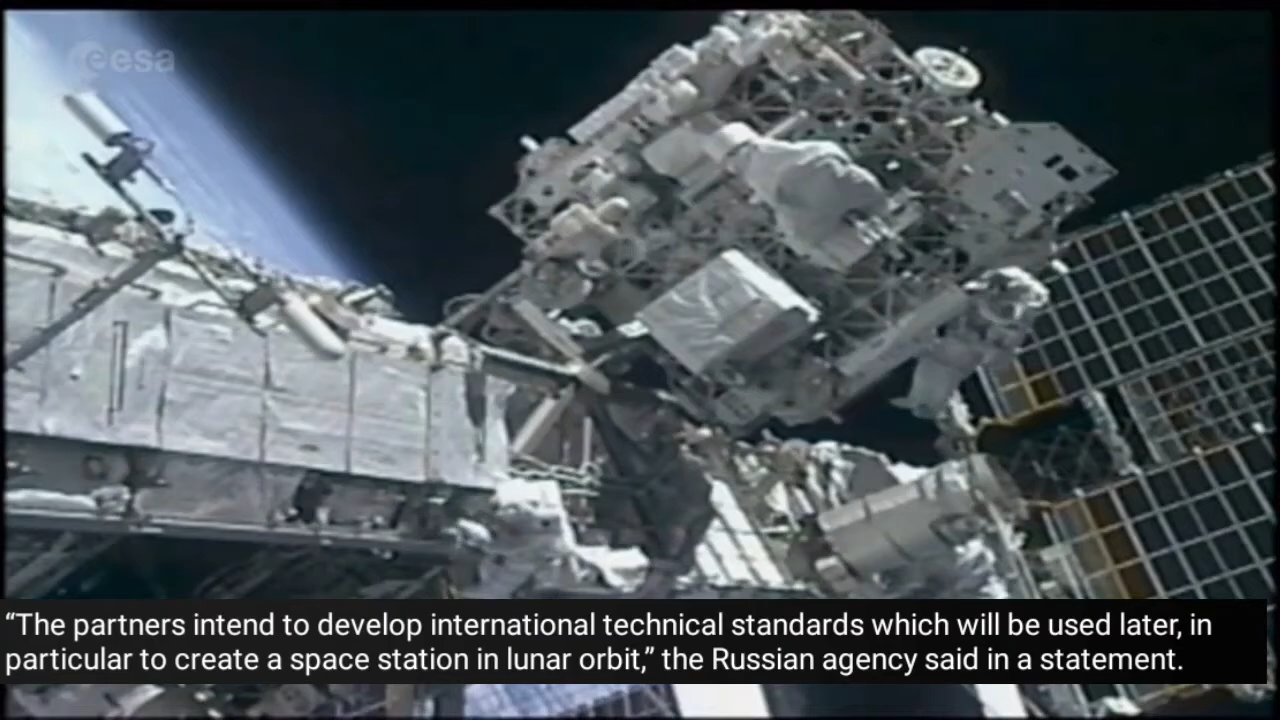 esa
“The partners intend to develop international technical standards which will be used later, in
particular to create a space station in lunar orbit,” the Russian agency said in a statement.